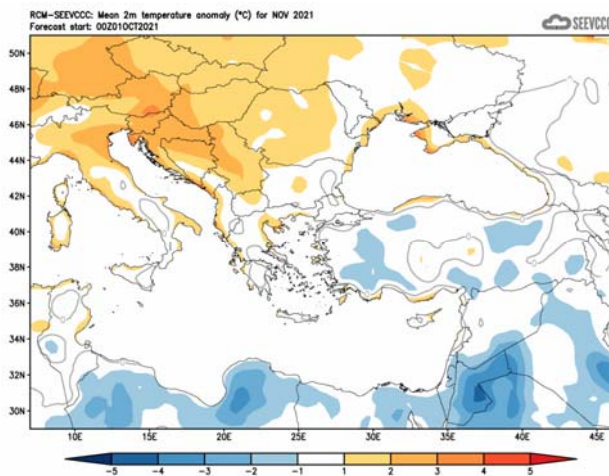 RCM-SEEVCCC: Mean 2m temperature anomaly (°C) for NOV 2021
Forecast start: 00Z01OCT2021
SEEVCCC
50N
48N
46N
44N
42N
40N
38N
36N
34N
32N
30N
10E 15E 20E 25E 30E 35E 40E 45E
-5 -4 -3 -2 -1 1 2 3 4 5